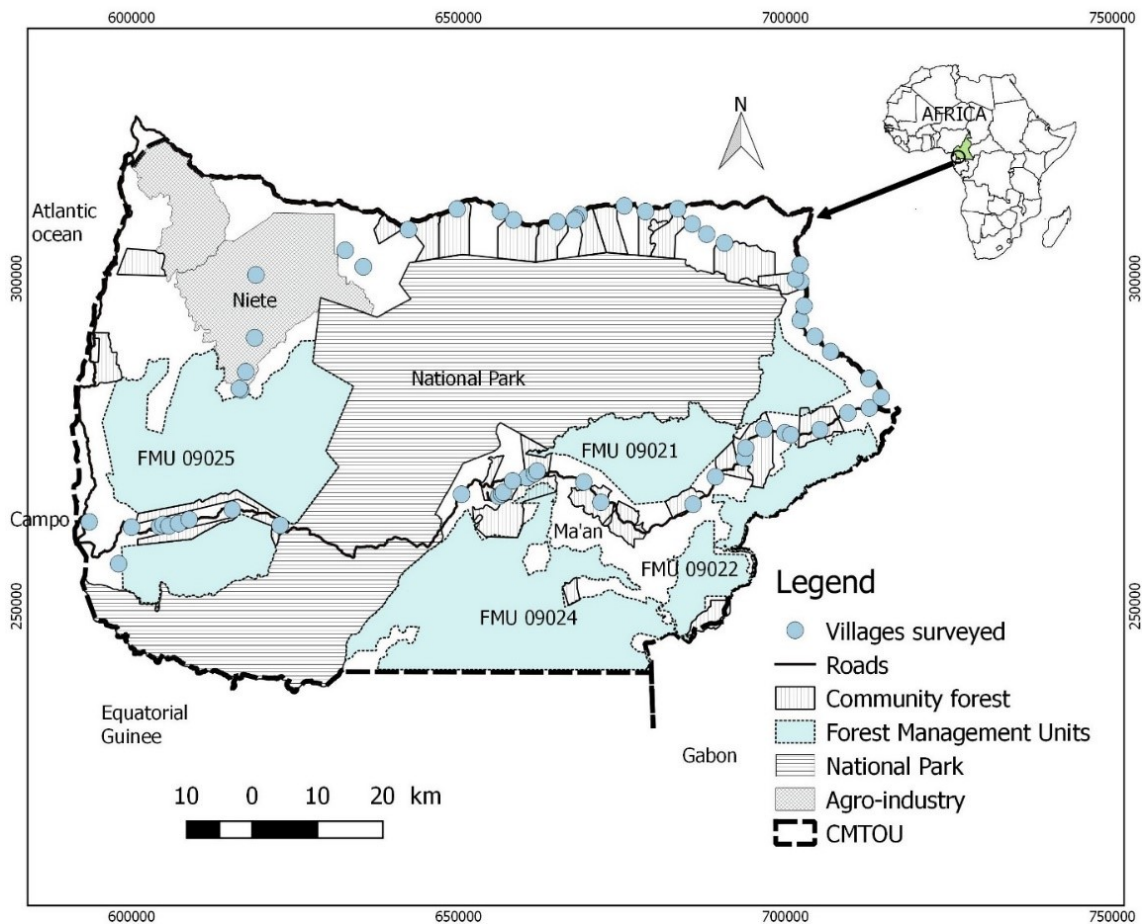 600000
650000
700000
750000
N
AFRICA
Atlantic
ocean
300000
300000
Niete
National Park
FMU 09025
FMU 09021
Campo
Ma'an
FMU 09022
250000
250000
FMU 09024
Legend
Villages surveyed
Roads
Community forest
Forest Management Units
National Park
Agro-industry
CMTOU
Equatorial
Guinee
Gabon
10 0 10 20 km
600000
650000
700000
750000